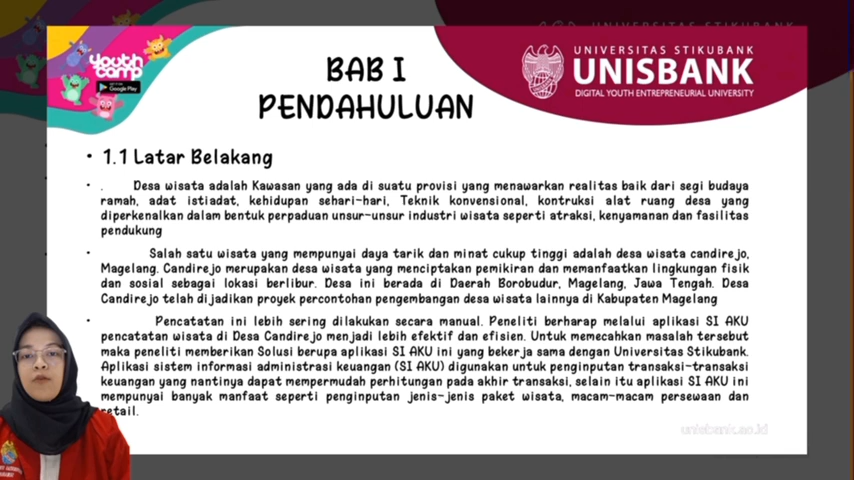 youth
camp
Google Play
UNIVERSITAS STIKUBANK
UNISBANK
DIGITAL YOUTH ENTREPRENEURIAL UNIVERSITY
BAB I
PENDAHULUAN
• 1.1 Latar Belakang
• . Desa wisata adalah Kawasan yang ada di suatu provisi yang menawarkan realitas baik dari segi budaya
ramah, adat istiadat, kehidupan sehari-hari, Teknik konvensional, kontruksi alat ruang desa yang
diperkenalkan dalam bentuk perpaduan unsur-unsur industri wisata seperti atraksi, kenyamanan dan fasilitas
pendukung
• Salah satu wisata yang mempunyai daya tarik dan minat cukup tinggi adalah desa wisata candirejo,
Magelang. Candirejo merupakan desa wisata yang menciptakan pemikiran dan memanfaatkan lingkungan fisik
dan sosial sebagai lokasi berlibur. Desa ini berada di Daerah Borobudur, Magelang, Jawa Tengah. Desa
Candirejo telah dijadikan proyek percontohan pengembangan desa wisata lainnya di Kabupaten Magelang
• Pencatatan ini lebih sering dilakukan secara manual. Peneliti berharap melalui aplikasi SI AKU
pencatatan wisata di Desa Candirejo menjadi lebih efektif dan efisien. Untuk memecahkan masalah tersebut
maka peneliti memberikan Solusi berupa aplikasi SI AKU ini yang bekerja sama dengan Universitas Stikubank.
Aplikasi sistem informasi administrasi keuangan (SI AKU) digunakan untuk penginputan transaksi-transaksi
keuangan yang nantinya dapat mempermudah perhitungan pada akhir transaksi, selain itu aplikasi SI AKU ini
mempunyai banyak manfaat seperti penginputan jenis-jenis paket wisata, macam-macam persewaan dan
retail.
unisbank.ac.id